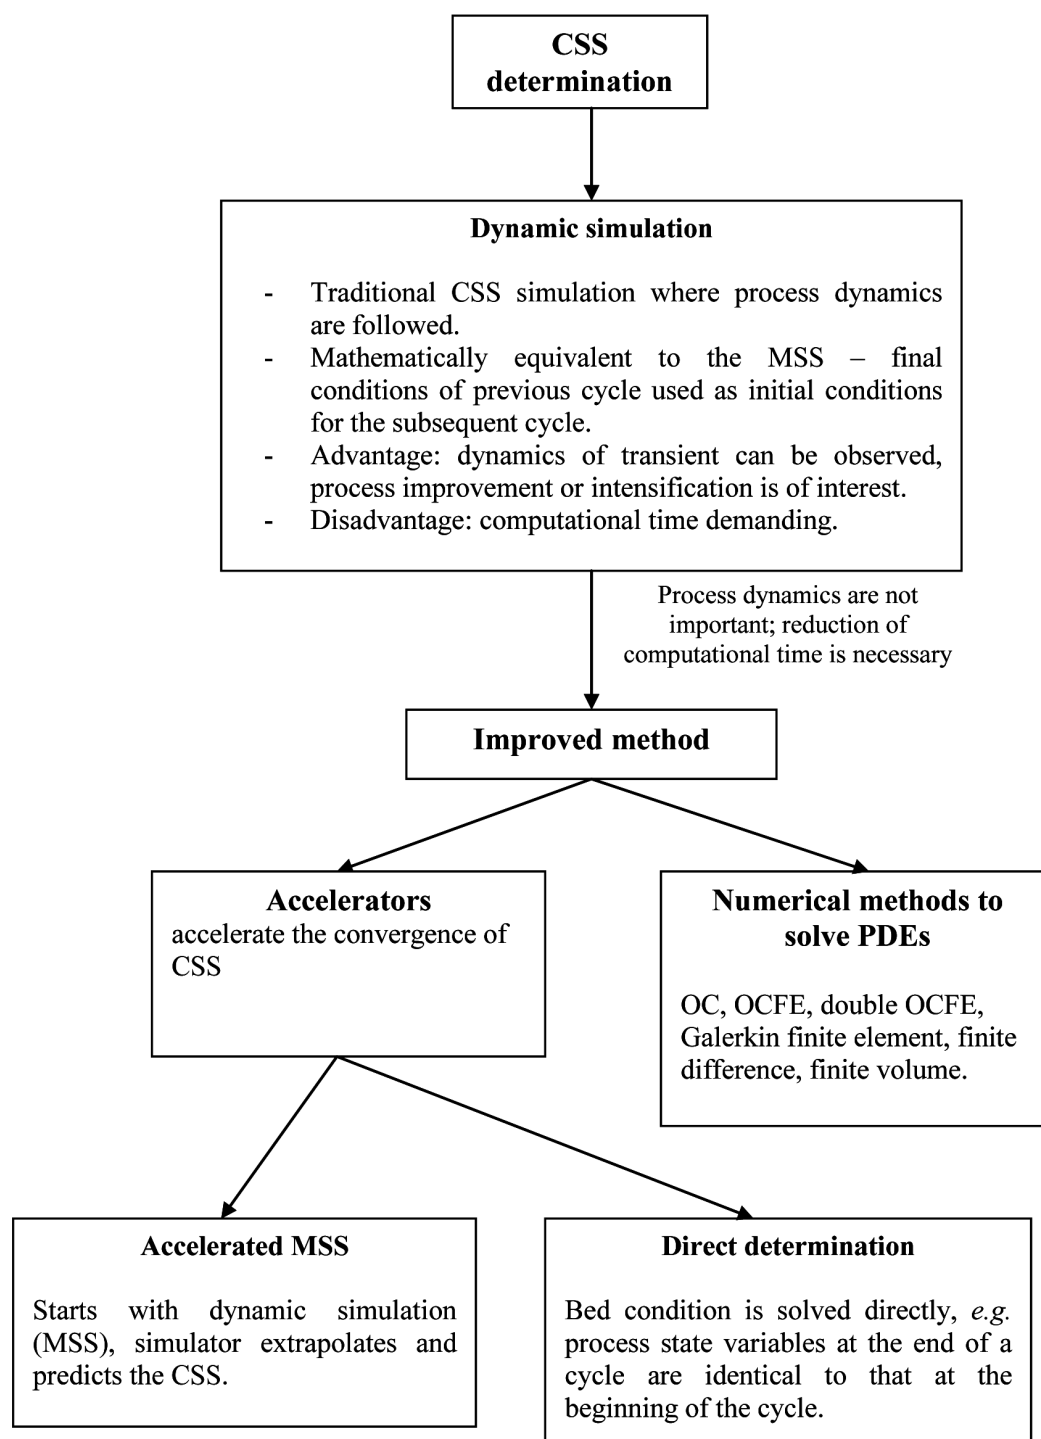 CSS
determination
Dynamic simulation
- Traditional CSS simulation where process dynamics
are followed.
- Mathematically equivalent to the MSS – final
conditions of previous cycle used as initial conditions
for the subsequent cycle.
- Advantage: dynamics of transient can be observed,
process improvement or intensification is of interest.
- Disadvantage: computational time demanding.
Process dynamics are not
important; reduction of
computational time is necessary
Improved method
Accelerators
accelerate the convergence of
CSS
Numerical methods to
solve PDEs
OC, OCFE, double OCFE,
Galerkin finite element, finite
difference, finite volume.
Accelerated MSS
Starts with dynamic simulation
(MSS), simulator extrapolates and
predicts the CSS.
Direct determination
Bed condition is solved directly, e.g.
process state variables at the end of a
cycle are identical to that at the
beginning of the cycle.